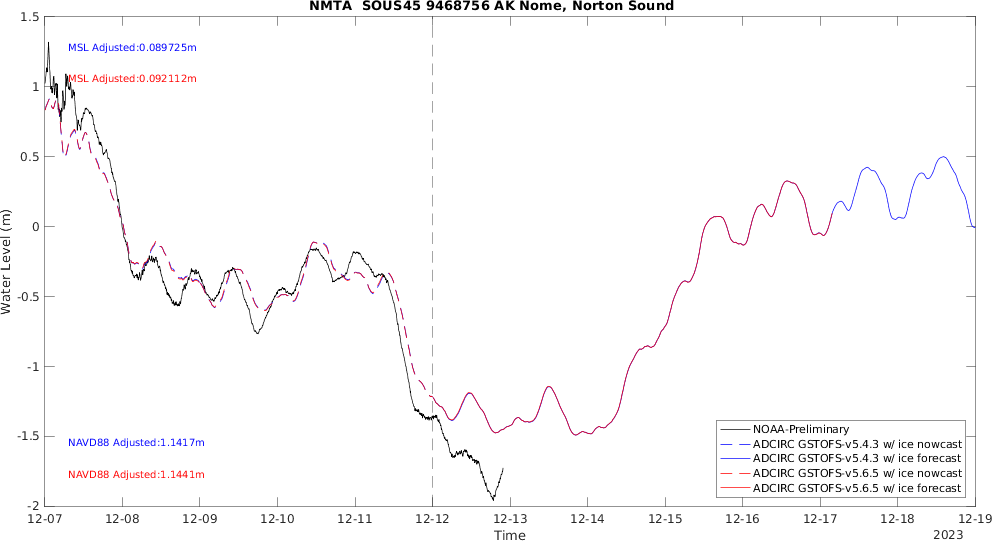 NMTA SOUS45 9468756 AK Nome, Norton Sound
1.5
1
0.5
0
-0.5
-1
-1.5
-2
Water Level (m)
MSL Adjusted:0.089725m
MSL Adjusted:0.092112m
NAVD88 Adjusted:1.1417m
NAVD88 Adjusted:1.1441m
NOAA-Preliminary
ADCIRC GSTOFS-v5.4.3 w/ ice nowcast
ADCIRC GSTOFS-v5.4.3 w/ ice forecast
ADCIRC GSTOFS-v5.6.5 w/ ice nowcast
ADCIRC GSTOFS-v5.6.5 w/ ice forecast
12-07 12-08 12-09 12-10 12-11 12-12 12-13 12-14 12-15 12-16 12-17 12-18 12-19
Time
2023